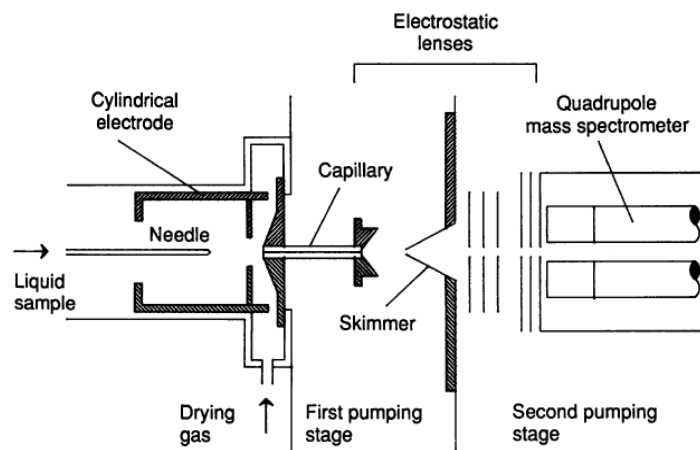 Electrostatic
lenses
Cylindrical
electrode
Quadrupole
mass spectrometer
Capillary
Needle
Liquid
sample
Skimmer
Drying
gas
First pumping
stage
Second pumping
stage